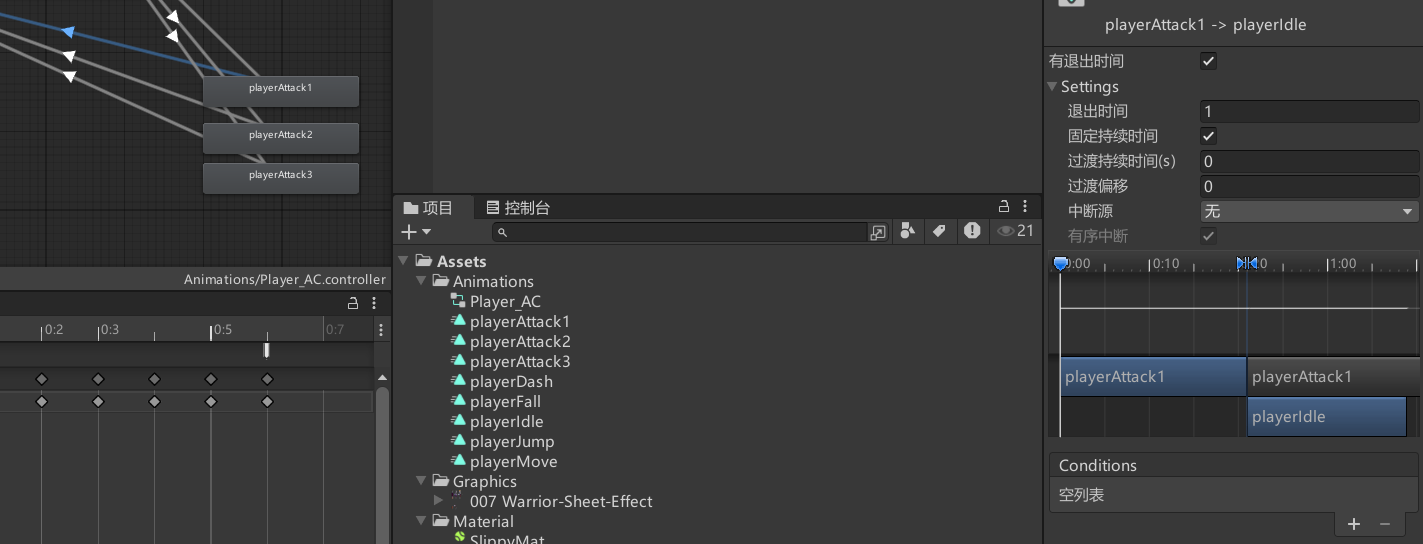 playerAttack1
playerAttack2
playerAttack3
Animations/Player_AC.controller
0:2
0:3
0:5
0:7
项目
控制台
21
Assets
Animations
Player_AC
playerAttack1
playerAttack2
playerAttack3
playerDash
playerFall
playerIdle
playerJump
playerMove
Graphics
007 Warrior-Sheet-Effect
Material
SlippyMat
playerAttack1 -> playerIdle
有退出时间
Settings
退出时间 1
固定持续时间
过渡持续时间(s) 0
过渡偏移 0
中断源 无
有序中断
0:00 0:10 1:00
playerAttack1 playerAttack1
playerIdle
Conditions
空列表